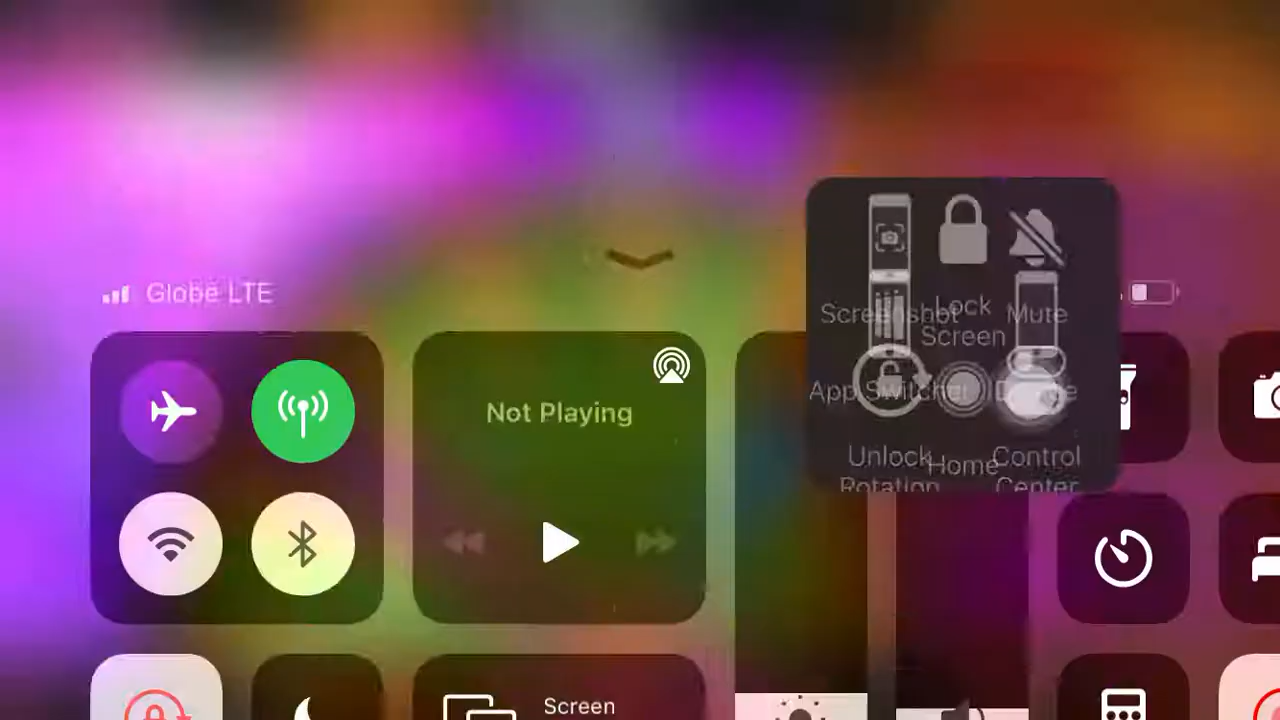 Globe LTE
Not Playing
Screenshot
Lock
Screen
Mute
App Switcher
Unlock
Rotation
Home
Control
Center
Screen